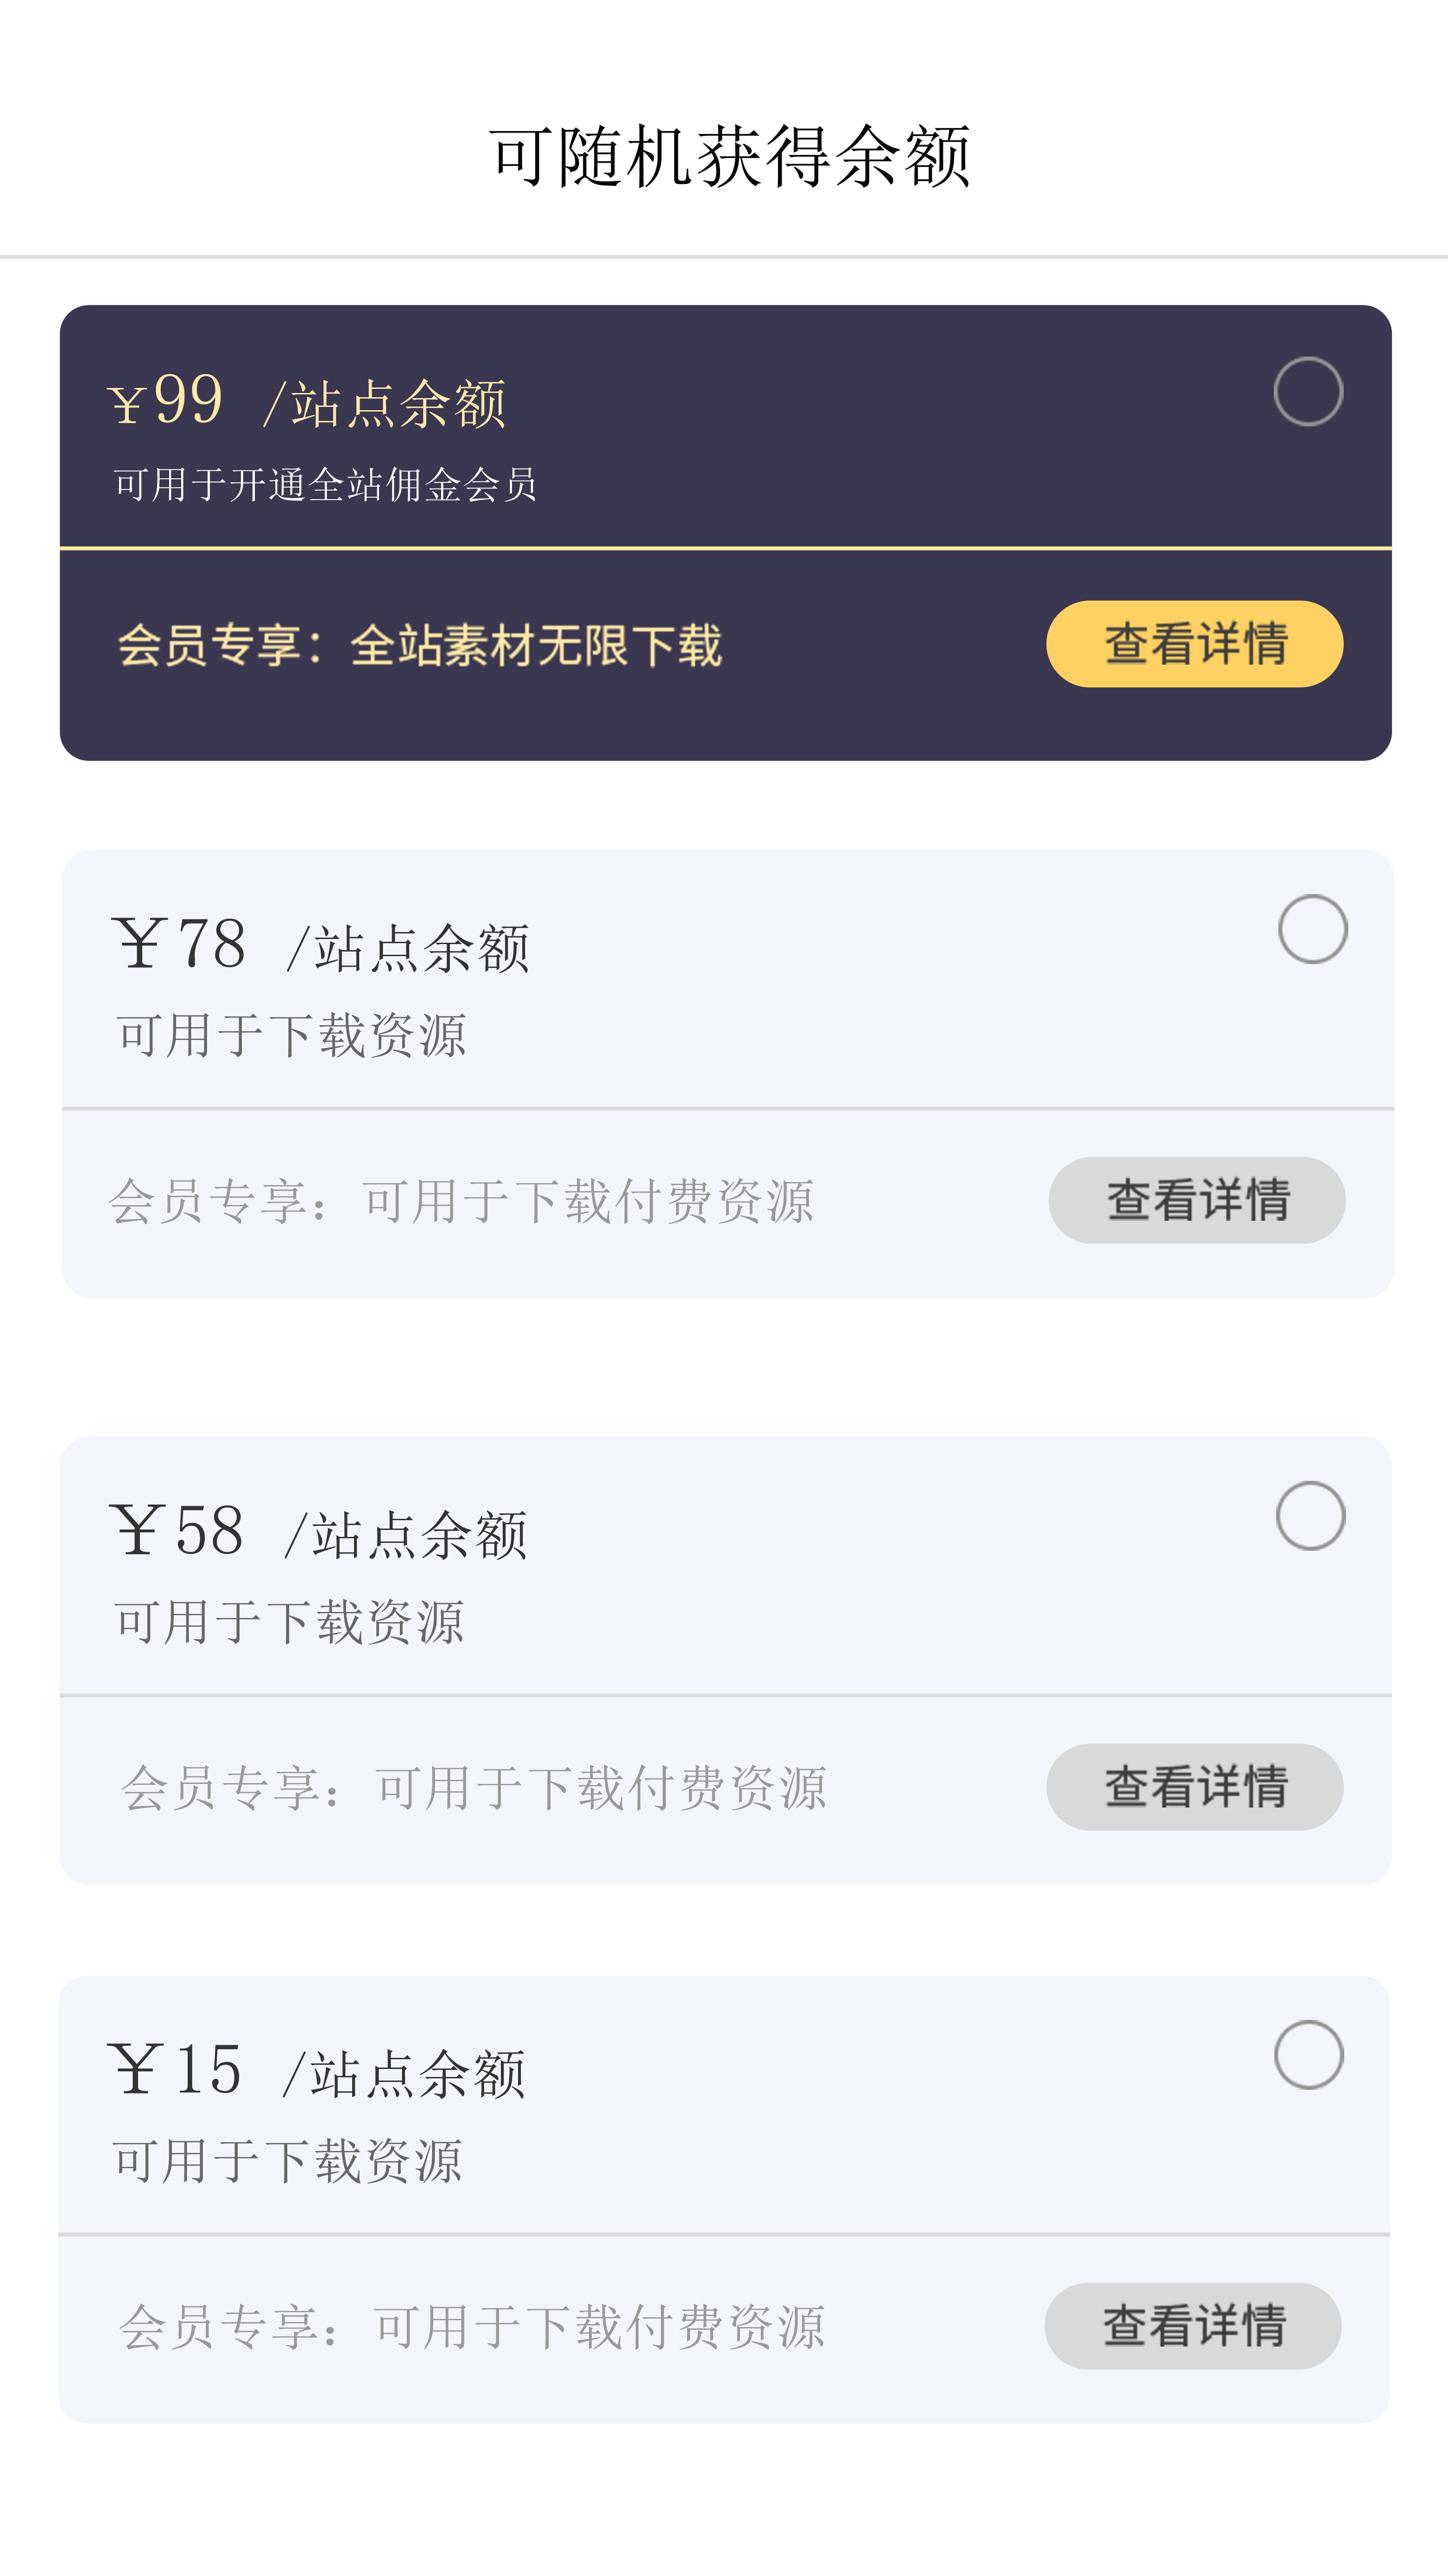 可随机获得余额
¥99 /站点余额
可用于开通全站佣金会员
会员专享：全站素材无限下载
查看详情
¥78 /站点余额
可用于下载资源
会员专享：可用于下载付费资源
查看详情
¥58 /站点余额
可用于下载资源
会员专享：可用于下载付费资源
查看详情
¥15 /站点余额
可用于下载资源
会员专享：可用于下载付费资源
查看详情